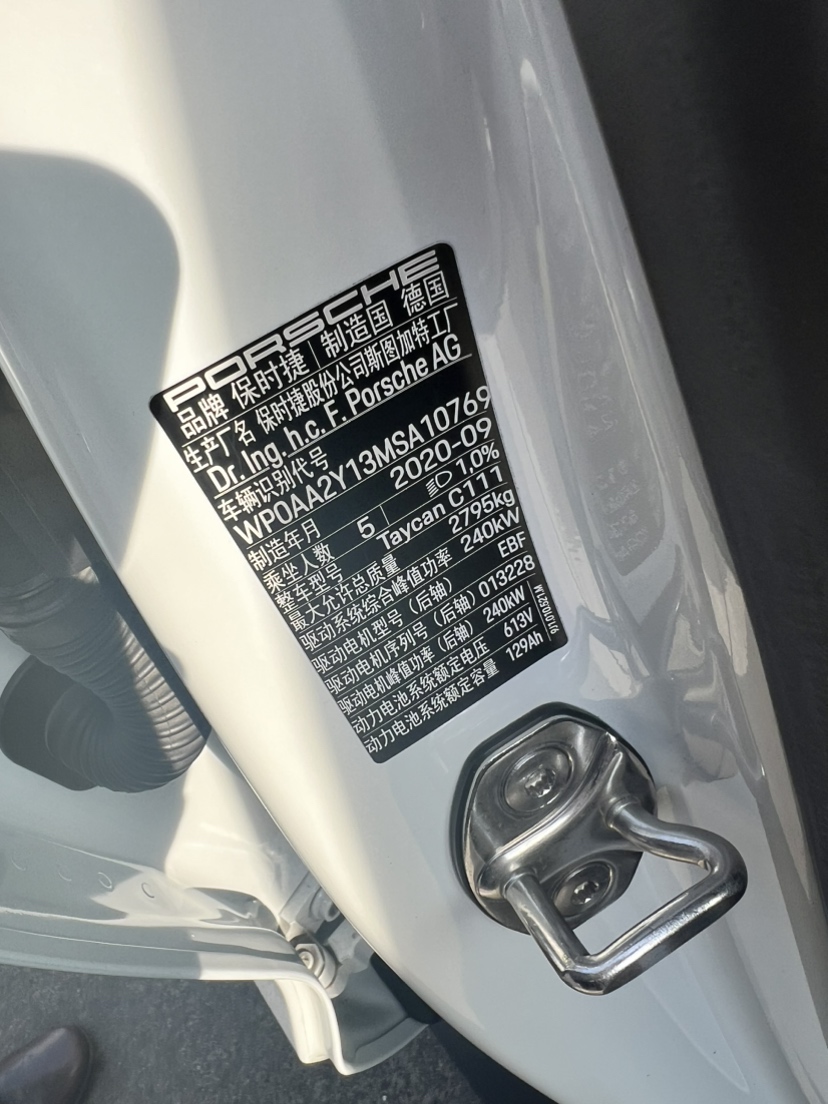 PORSCHE
品牌 保时捷 制造国 德国
生产厂名 保时捷股份公司斯图加特工厂
Dr. Ing. h.c. F. Porsche AG
车辆识别代号
WP0AA2Y13MSA10769
制造年月 2020-09
乘坐人数 5 1.0%
整车型号 Taycan C111
最大允许总质量 2795kg
驱动系统综合峰值功率 240kW
驱动电机型号（后轴） EBF
驱动电机序列号（后轴） 013228
驱动电机峰值功率（后轴） 240kW
动力电池系统额定电压 613V
动力电池系统额定容量 129Ah